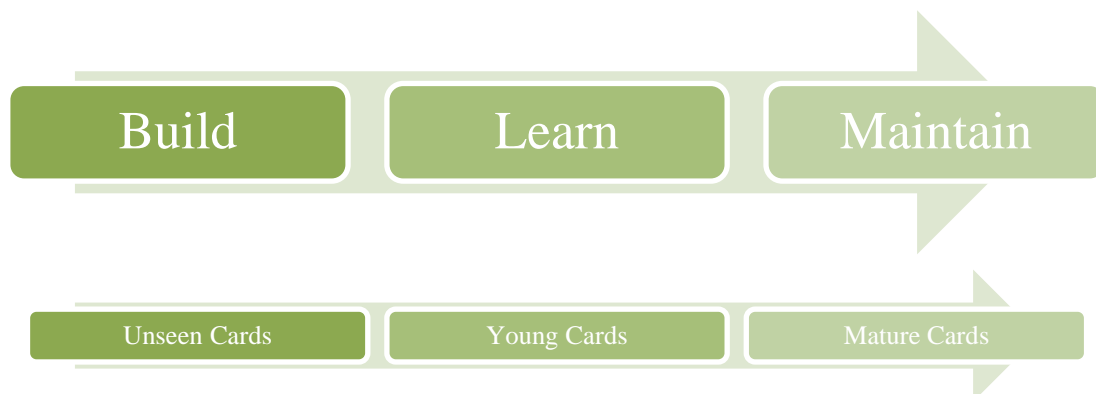 Build Learn Maintain
Unseen Cards Young Cards Mature Cards